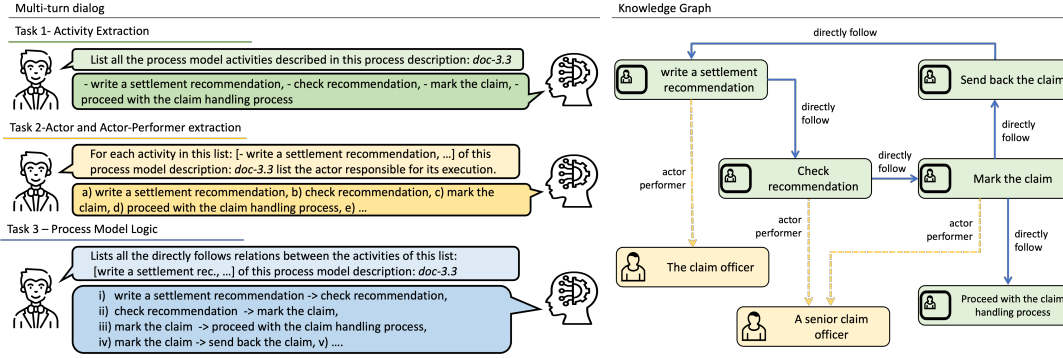 Multi-turn dialog
Task 1- Activity Extraction
List all the process model activities described in this process description: doc-3.3
- write a settlement recommendation, - check recommendation, - mark the claim, -
proceed with the claim handling process
Task 2-Actor and Actor-Performer extraction
For each activity in this list: [- write a settlement recommendation, ...] of this
process model description: doc-3.3 list the actor responsible for its execution.
a) write a settlement recommendation, b) check recommendation, c) mark the
claim, d) proceed with the claim handling process, e) ...
Task 3 – Process Model Logic
Lists all the directly follows relations between the activities of this list:
[write a settlement rec., ...] of this process model description: doc-3.3
i) write a settlement recommendation -> check recommendation,
ii) check recommendation -> mark the claim,
iii) mark the claim -> proceed with the claim handling process,
iv) mark the claim -> send back the claim, v) ....
Knowledge Graph
directly follow
write a settlement
recommendation
Send back the claim
directly
follow
directly
follow
Check
recommendation
directly
follow
Mark the claim
actor
performer
actor
performer
actor
performer
directly
follow
The claim officer
A senior claim
officer
Proceed with the claim
handling process